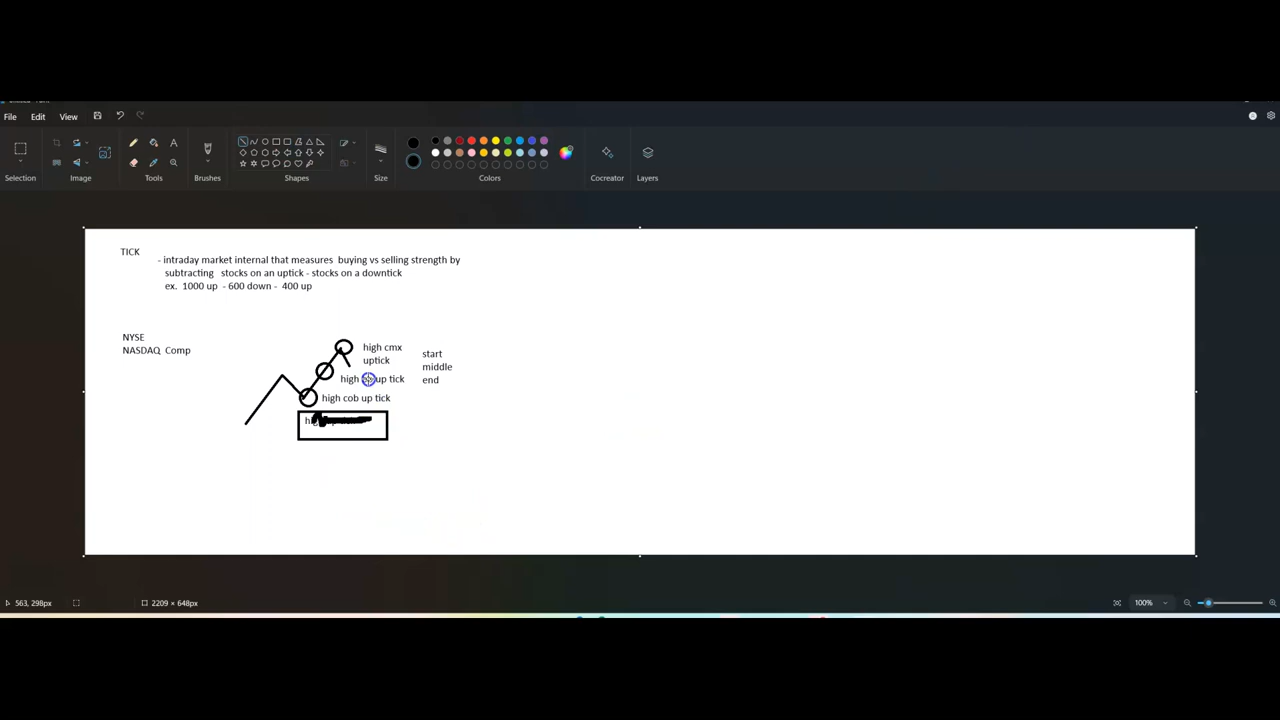 File Edit View
Selection Image Tools Brushes Shapes Size Colors Cocreator Layers
TICK
- intraday market internal that measures buying vs selling strength by
subtracting stocks on an uptick - stocks on a downtick
ex. 1000 up - 600 down - 400 up
NYSE
NASDAQ Comp
high cmx
uptick
high up tick
high cob up tick
start
middle
end
563, 298px
2209 × 648px
100%